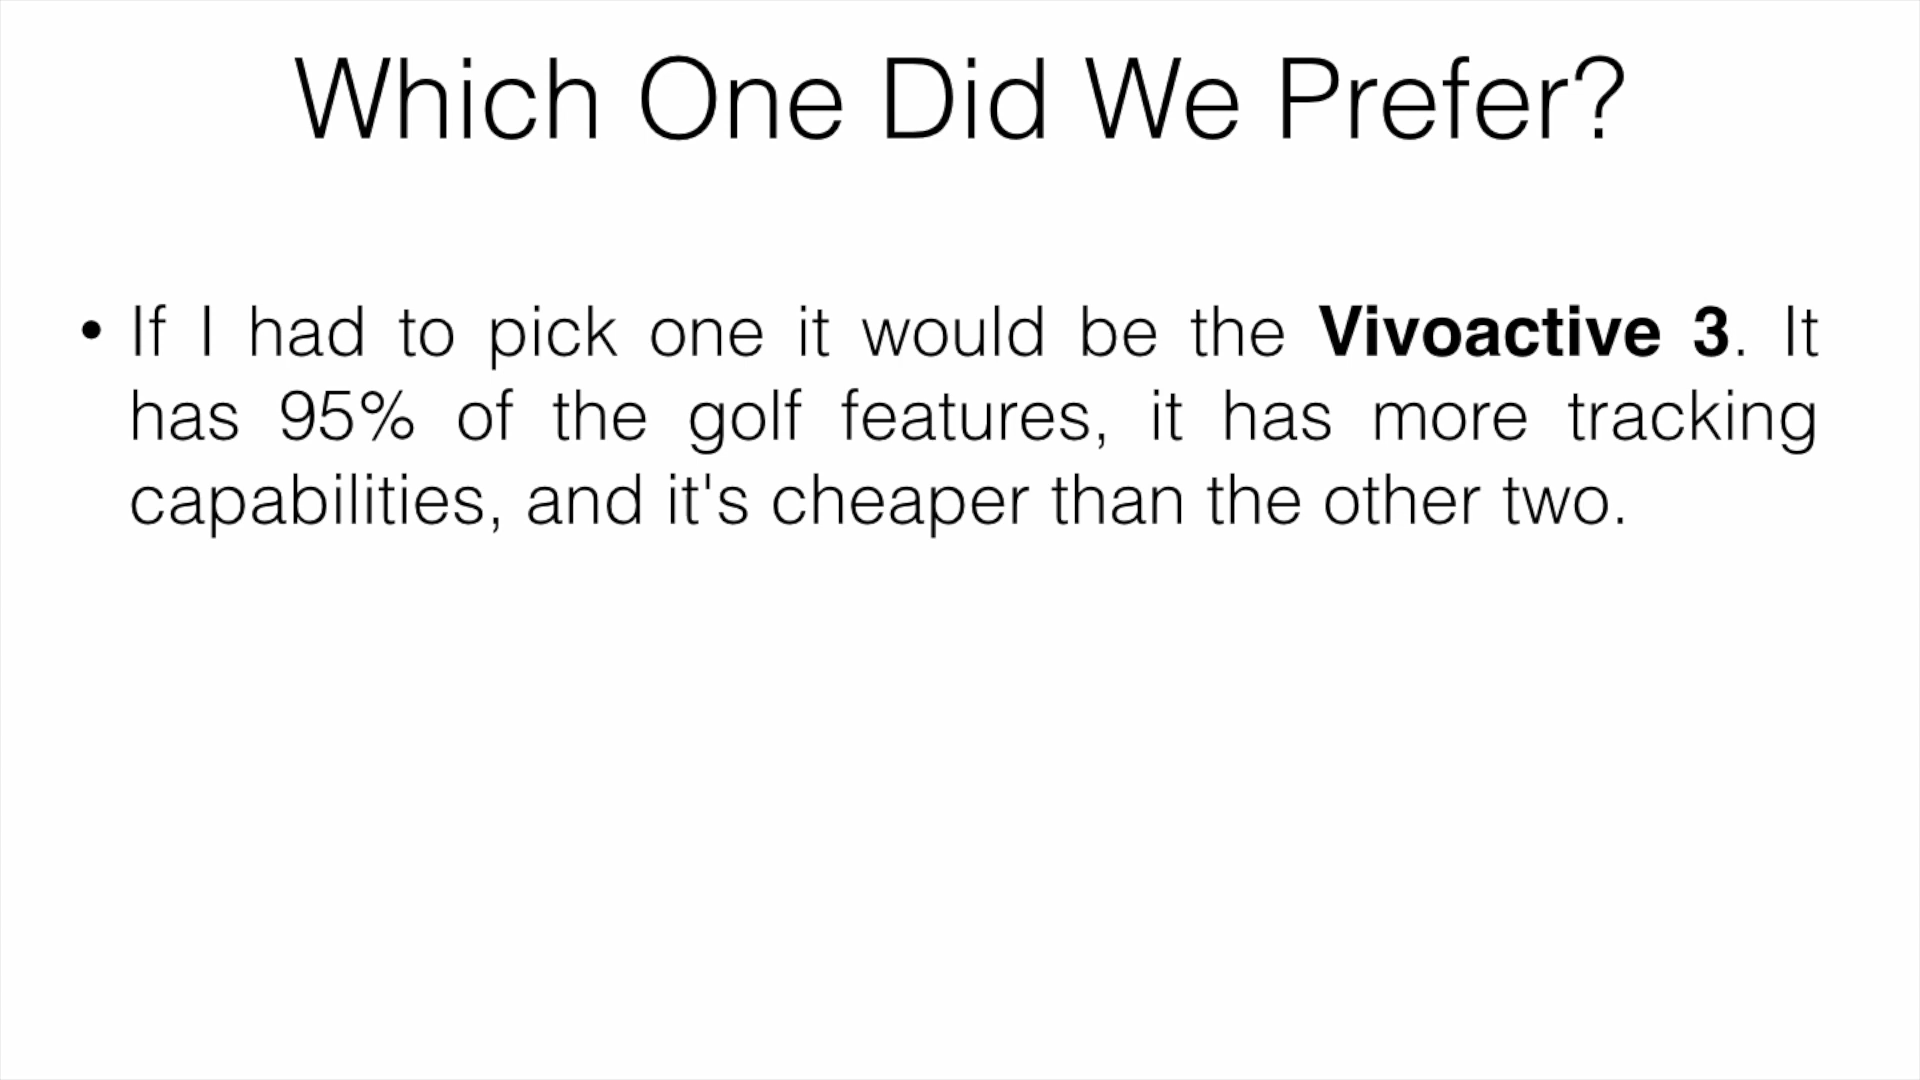 Which One Did We Prefer?
• If I had to pick one it would be the Vivoactive 3. It
has 95% of the golf features, it has more tracking
capabilities, and it's cheaper than the other two.